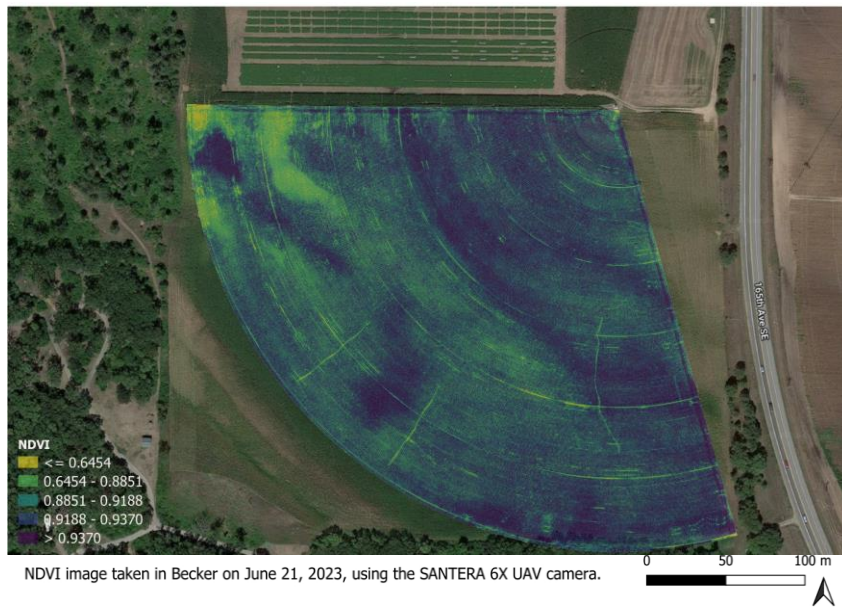 165th Ave SE
NDVI
<= 0.6454
0.6454 - 0.8851
0.8851 - 0.9188
0.9188 - 0.9370
> 0.9370
0 50 100 m
NDVI image taken in Becker on June 21, 2023, using the SANTERA 6X UAV camera.